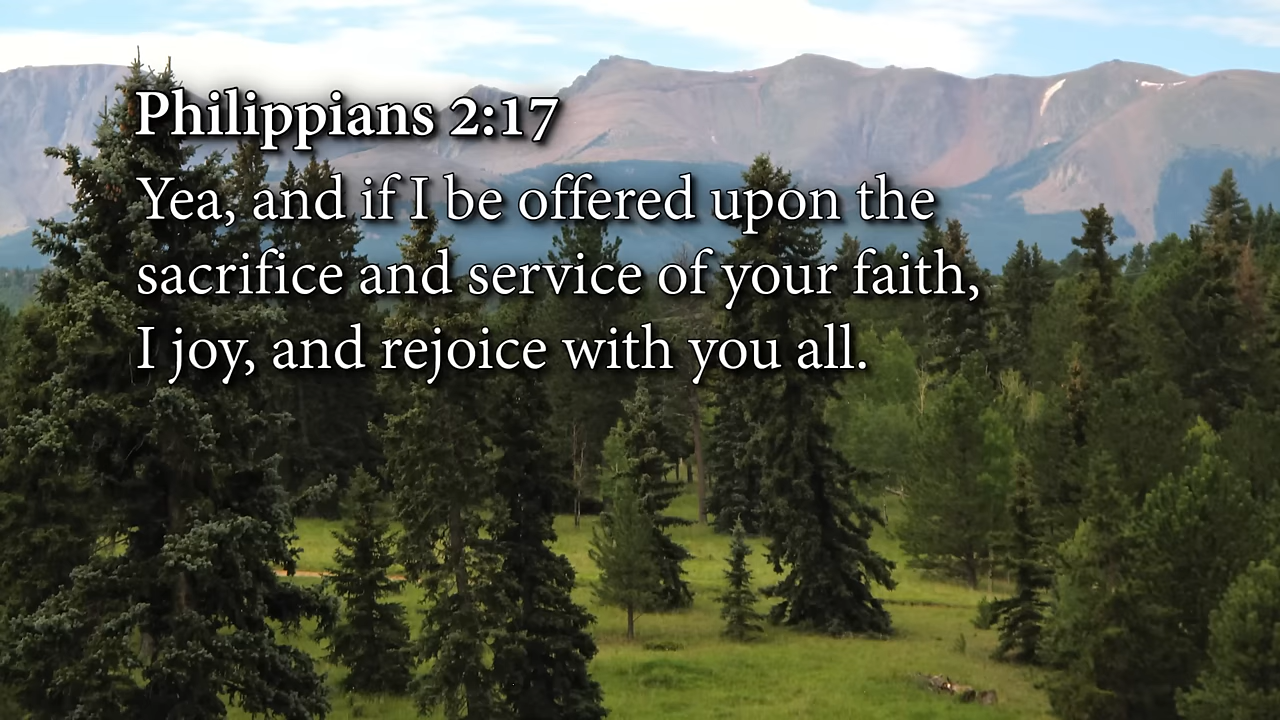 Philippians 2:17
Yea, and if I be offered upon the
sacrifice and service of your faith,
I joy, and rejoice with you all.